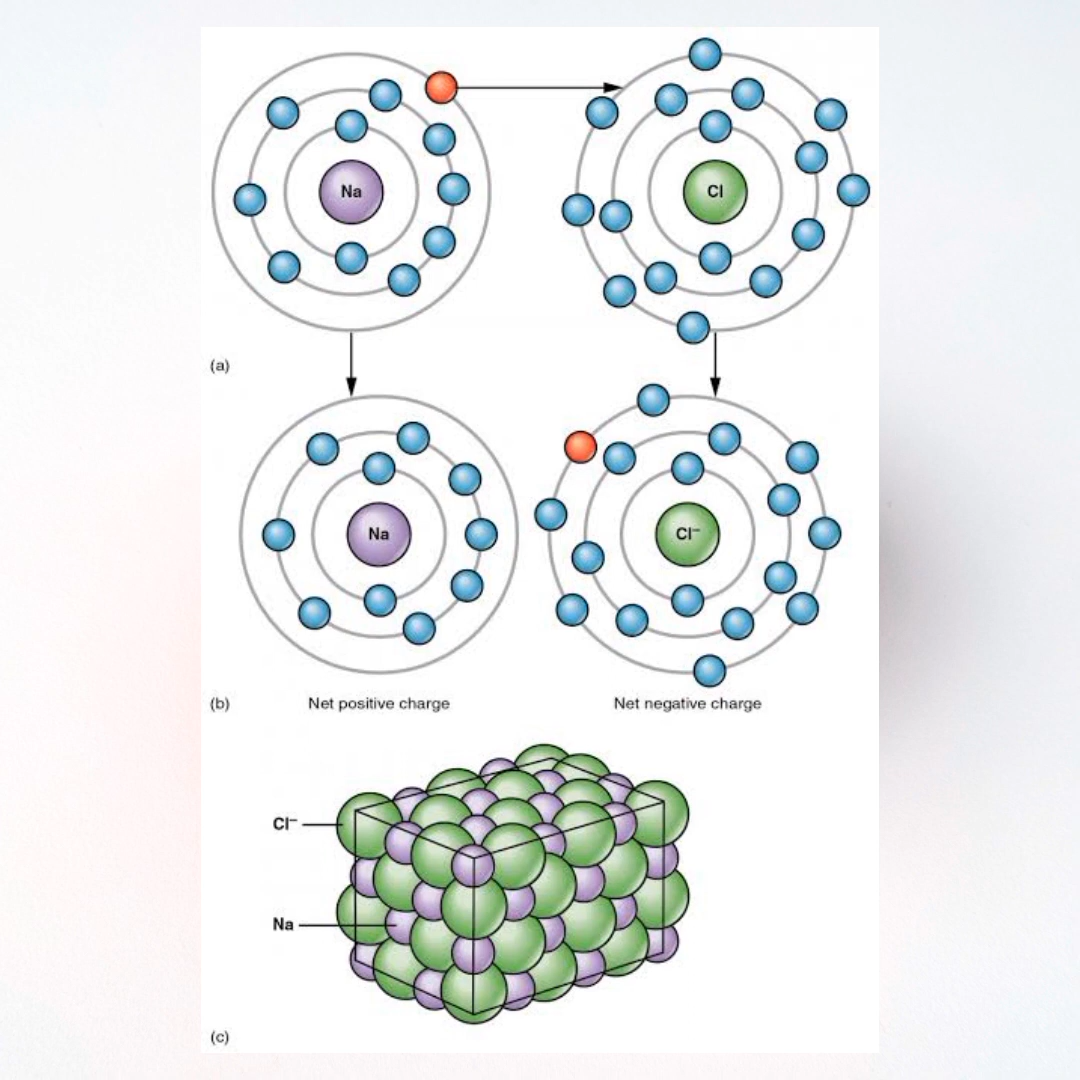 Na
Cl
(a)
Na
Cl⁻
(b)
Net positive charge
Net negative charge
Cl⁻
Na
(c)